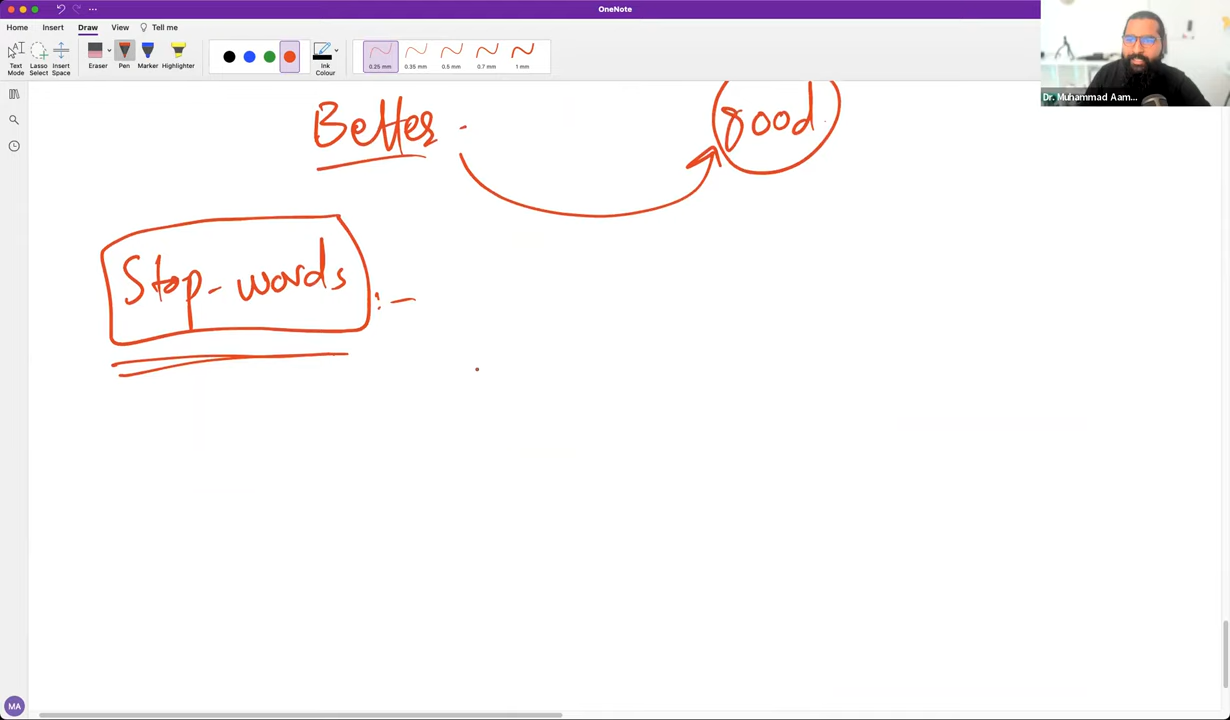 OneNote
Home Insert Draw View Tell me
Text Mode
Lasso Select
Insert Space
Eraser
Pen
Marker
Highlighter
Ink Colour
0.25 mm
0.35 mm
0.5 mm
0.7 mm
1 mm
Dr. Muhammad Aam...
Better
good
Stop-words :-
MA